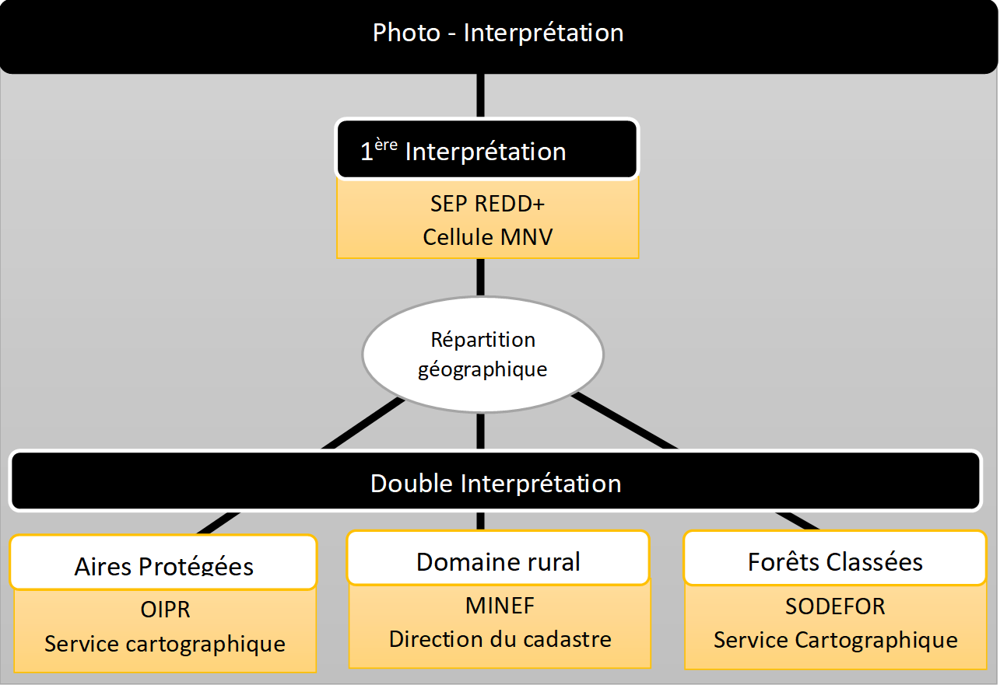 Photo - Interprétation
1ère Interprétation
SEP REDD+
Cellule MNV
Répartition
géographique
Double Interprétation
Aires Protégées
OIPR
Service cartographique
Domaine rural
MINEF
Direction du cadastre
Forêts Classées
SODEFOR
Service Cartographique